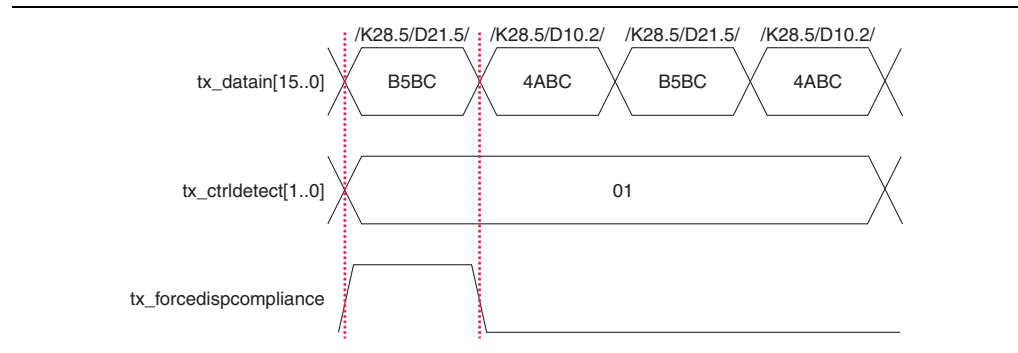 /K28.5/D21.5/ /K28.5/D10.2/ /K28.5/D21.5/ /K28.5/D10.2/
tx_datain[15..0] B5BC 4ABC B5BC 4ABC
tx_ctrldetect[1..0] 01
tx_forcedispcompliance